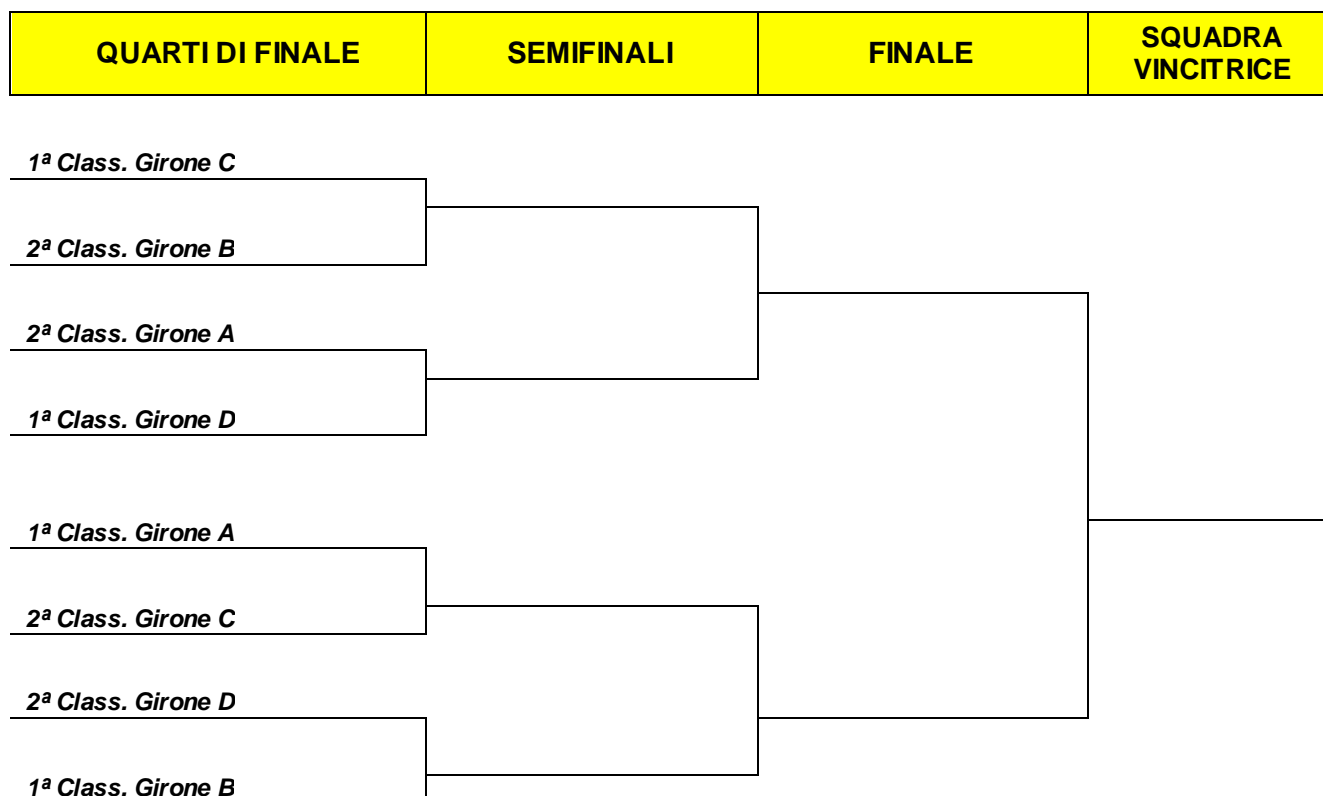 QUARTI DI FINALE SEMIFINALI FINALE SQUADRA VINCITRICE
1ª Class. Girone C
2ª Class. Girone B
2ª Class. Girone A
1ª Class. Girone D
1ª Class. Girone A
2ª Class. Girone C
2ª Class. Girone D
1ª Class. Girone B